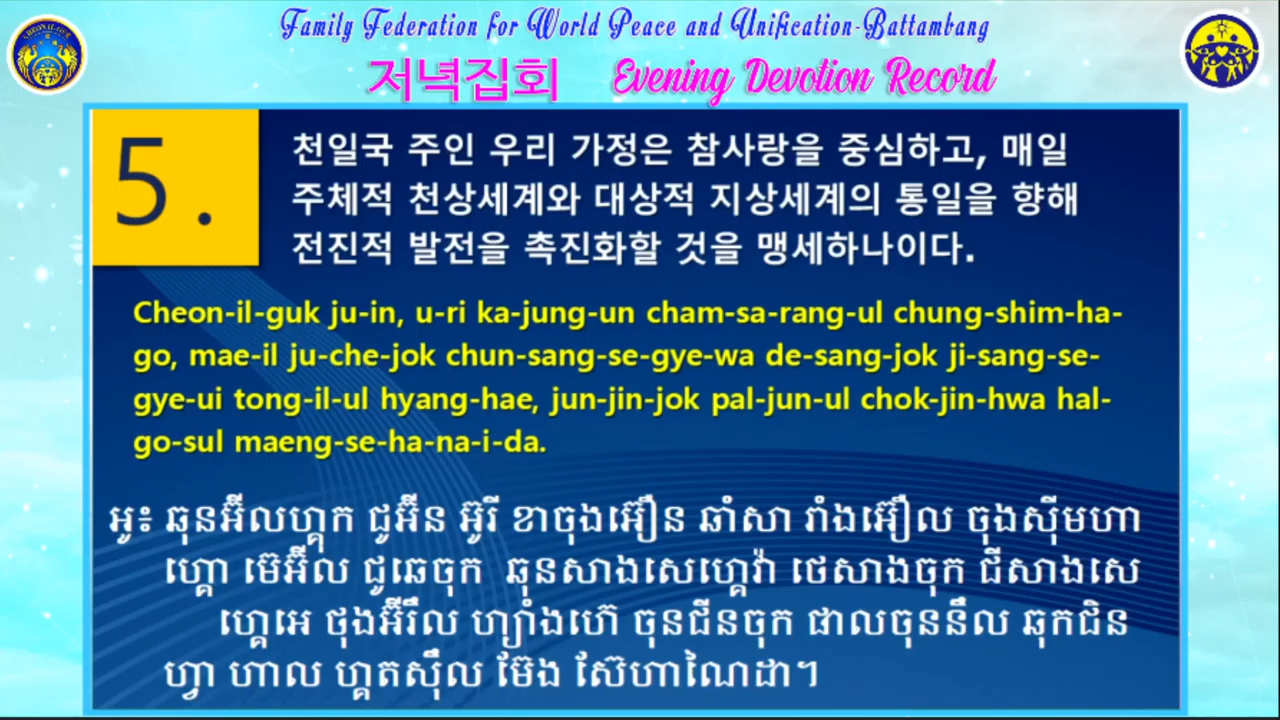 Family Federation for World Peace and Unification-Battambang
저녁집회 Evening Devotion Record
5.
천일국 주인 우리 가정은 참사랑을 중심하고, 매일
주체적 천상세계와 대상적 지상세계의 통일을 향해
전진적 발전을 촉진화할 것을 맹세하나이다.
Cheon-il-guk ju-in, u-ri ka-jung-un cham-sa-rang-ul chung-shim-ha-
go, mae-il ju-che-jok chun-sang-se-gye-wa de-sang-jok ji-sang-se-
gye-ui tong-il-ul hyang-hae, jun-jin-jok pal-jun-ul chok-jin-hwa hal-
go-sul maeng-se-ha-na-i-da.
អូ៖ ឆុនអ៊ីលហ្គុក ជូអ៊ីន អ៊ូរី ខាចុងអ៊ឿន ឆាំសា រាំងអ៊ឿល ចុងស៊ីមហា
ហ្គោ ម៉េអ៊ីល ជូឆេចុក ឆុនសាងសេហ្គេវ៉ា ថេសាងចុក ជីសាងសេ
ហ្គេអេ ថុងអ៊ីរឹល ហ្យាំងហ៊េ ចុនជីនចុក ផាលចុននឹល ឆុកជិន
ហ្វា ហាល ហ្គតស៊ឹល ម៉ែង ស៊ែហាណៃដា។